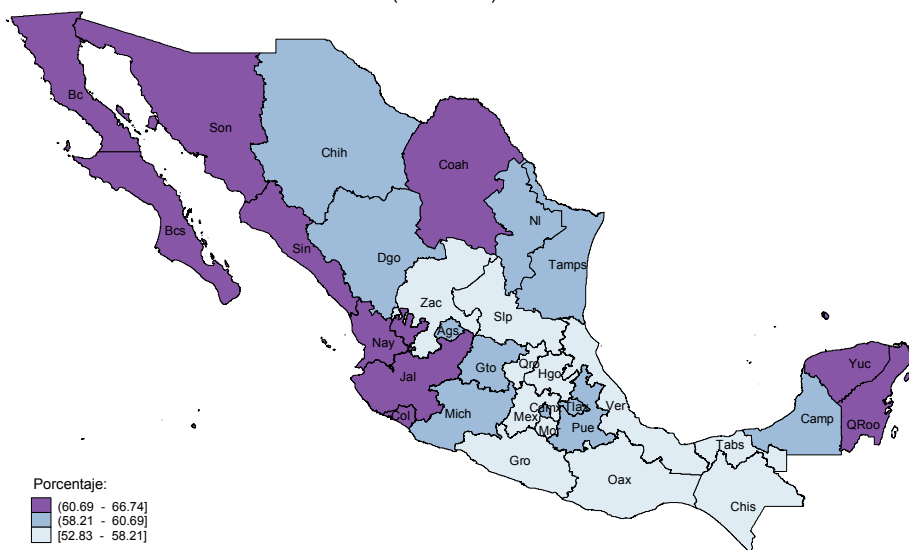 Bc
Son
Chih
Coah
Bcs
Sin
Dgo
Nl
Tamps
Zac
Slp
Ags
Nay
Jal
Gto
Qro
Hgo
Col
Mich
Mex
Cdmx
Tlax
Mor
Pue
Ver
Gro
Oax
Tabs
Chis
Camp
Yuc
QRoo
Porcentaje:
(60.69 - 66.74]
(58.21 - 60.69]
[52.83 - 58.21]